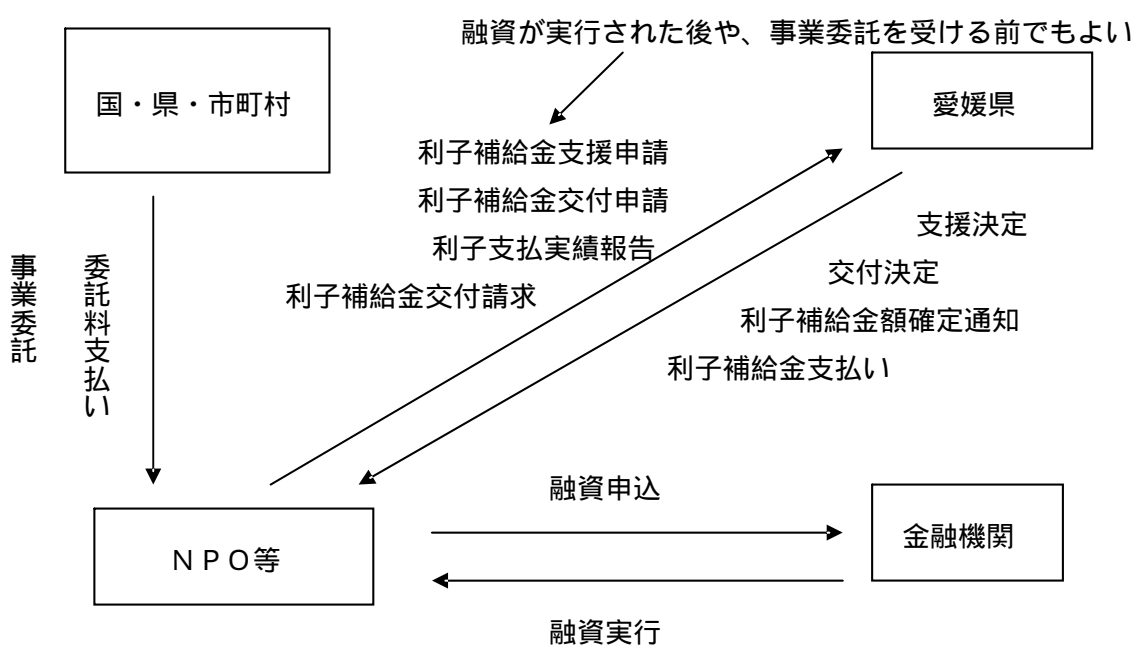 融資が実行された後や、事業委託を受ける前でもよい
国・県・市町村
愛媛県
利子補給金支援申請
利子補給金交付申請
利子支払実績報告
利子補給金交付請求
支援決定
交付決定
利子補給金額確定通知
利子補給金支払い
事業委託
委託料支払い
融資申込
ＮＰＯ等
金融機関
融資実行